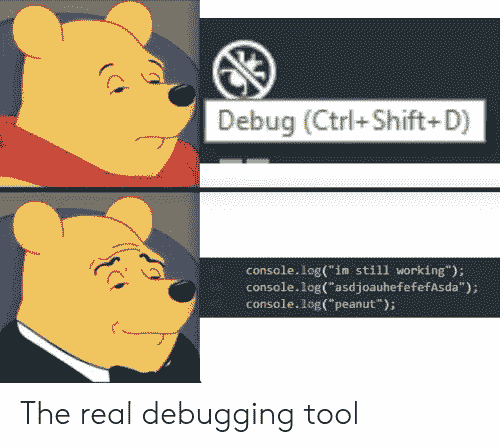 Debug (Ctrl+Shift+D)
console.log("im still working");
console.log("asdjoauhefefefAsda");
console.log("peanut");
The real debugging tool